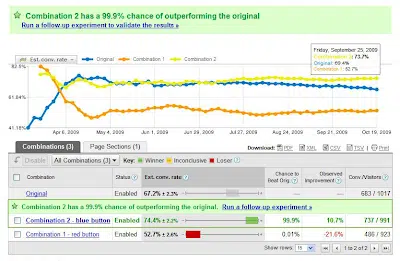 Combination 2 has a 99.9% chance of outperforming the original
Run a follow up experiment to validate the results »
Est. conv. rate
Original
Combination 1
Combination 2
Friday, September 25, 2009
Combination 2: 73.7%
Original: 69.4%
Combination 1: 52.7%
82.5%
61.84%
41.18%
Apr 6, 2009
May 4, 2009
Jun 1, 2009
Jun 29, 2009
Jul 27, 2009
Aug 24, 2009
Sep 21, 2009
Oct 19, 2009
Combinations (3)
Page Sections (1)
Download: PDF XML CSV TSV Print
Disable
All Combinations (3)
Key: Winner Inconclusive Loser
Combination
Status
Est. conv. rate
Chance to Beat Orig.
Observed Improvement
Conv./Visitors
Original
Enabled
67.2% ± 2.3%
—
—
683 / 1017
Combination 2 has a 99.9% chance of outperforming the original. Run a follow up experiment »
Combination 2 - blue button
Enabled
74.4% ± 2.2%
99.9%
10.7%
737 / 991
Combination 1 - red button
Enabled
52.7% ± 2.6%
0.01%
-21.6%
486 / 923
Show rows: 15
1 to 2 of 2